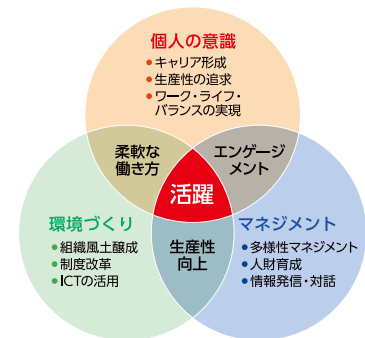 個人の意識
●キャリア形成
●生産性の追求
●ワーク・ライフ・
バランスの実現
柔軟な
働き方
エンゲージ
メント
活躍
環境づくり
●組織風土醸成
●制度改革
●ICTの活用
生産性
向上
マネジメント
●多様性マネジメント
●人財育成
●情報発信・対話